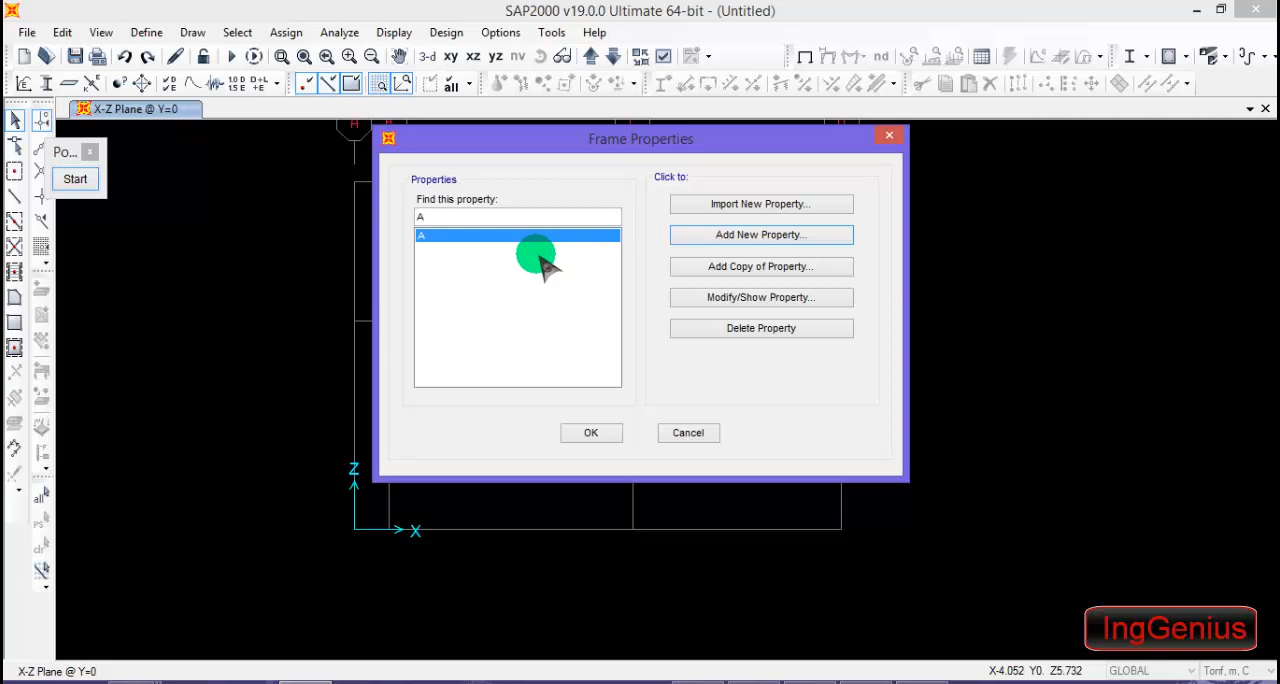 SAP2000 v19.0.0 Ultimate 64-bit - (Untitled)
File Edit View Define Draw Select Assign Analyze Display Design Options Tools Help
3-d xy xz yz nv nd
all
X-Z Plane @ Y=0
Po...
Start
Frame Properties
Properties
Find this property:
A
A
Click to:
Import New Property...
Add New Property...
Add Copy of Property...
Modify/Show Property...
Delete Property
OK
Cancel
Z
X
all
ps
IngGenius
X-Z Plane @ Y=0
X-4.052 Y0. Z5.732
GLOBAL
Tonf, m, C